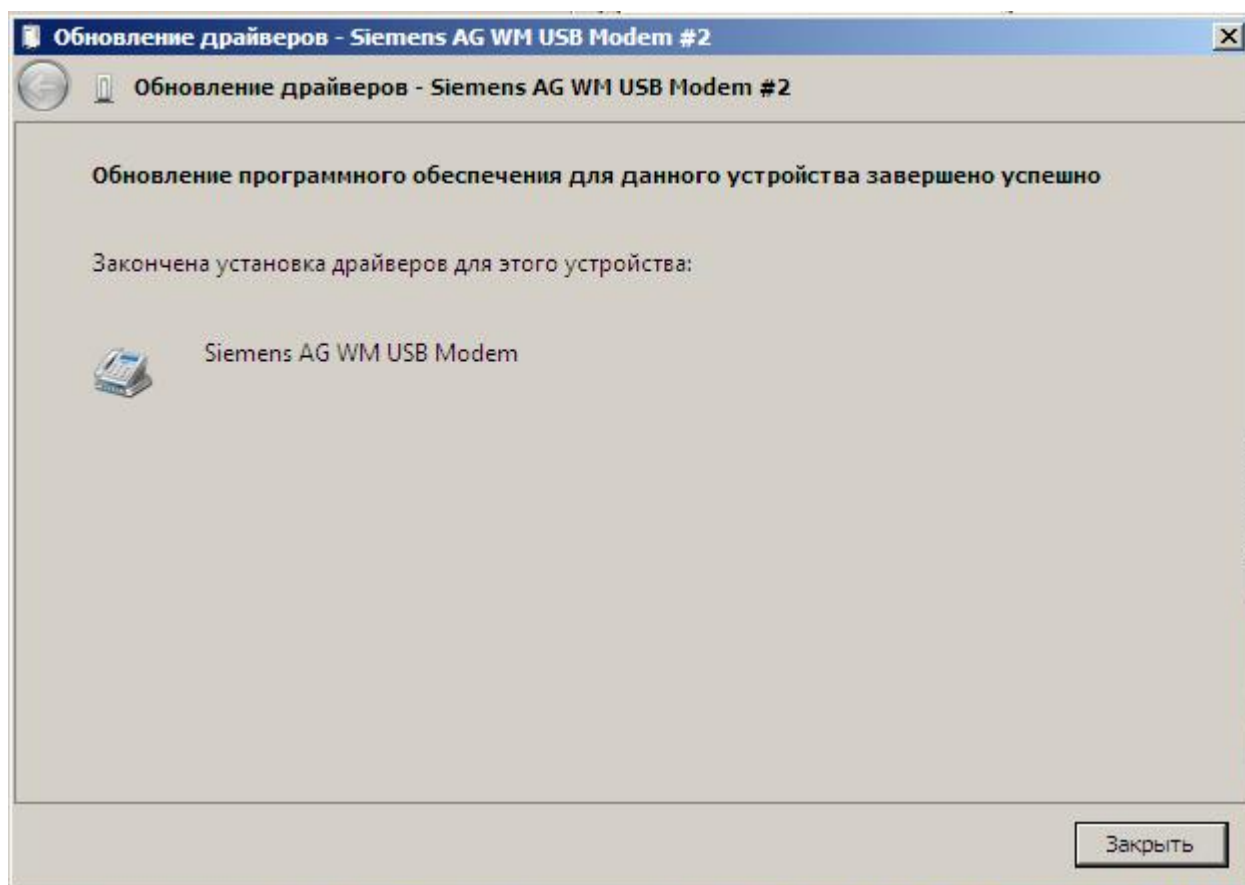 Обновление драйверов - Siemens AG WM USB Modem #2
Обновление драйверов - Siemens AG WM USB Modem #2
Обновление программного обеспечения для данного устройства завершено успешно
Закончена установка драйверов для этого устройства:
Siemens AG WM USB Modem
Закрыть